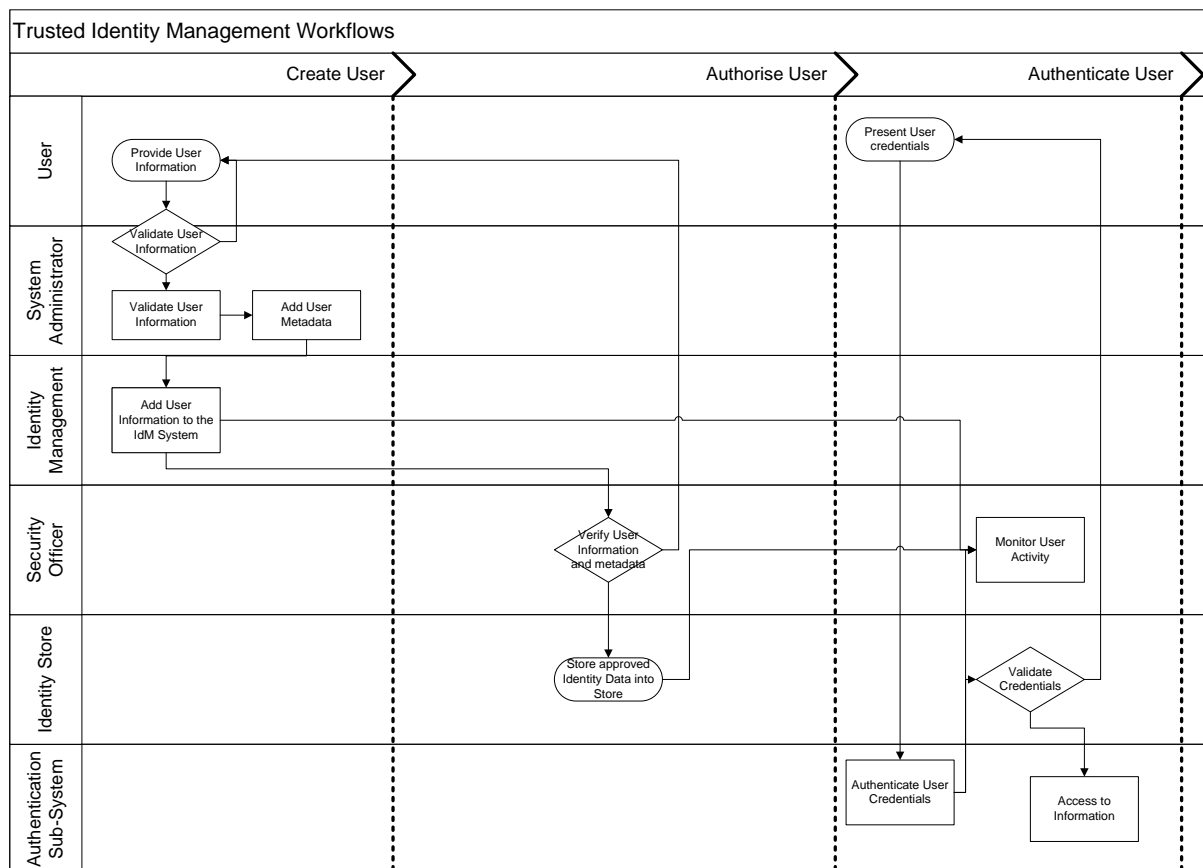 Trusted Identity Management Workflows
Create User
Authorise User
Authenticate User
User
Provide User
Information
Present User
credentials
System
Administrator
Validate User
Information
Validate User
Information
Add User
Metadata
Identity
Management
Add User
Information to the
IdM System
Security
Officer
Verify User
Information
and metadata
Monitor User
Activity
Identity Store
Store approved
Identity Data into
Store
Validate
Credentials
Authentication
Sub-System
Authenticate User
Credentials
Access to
Information